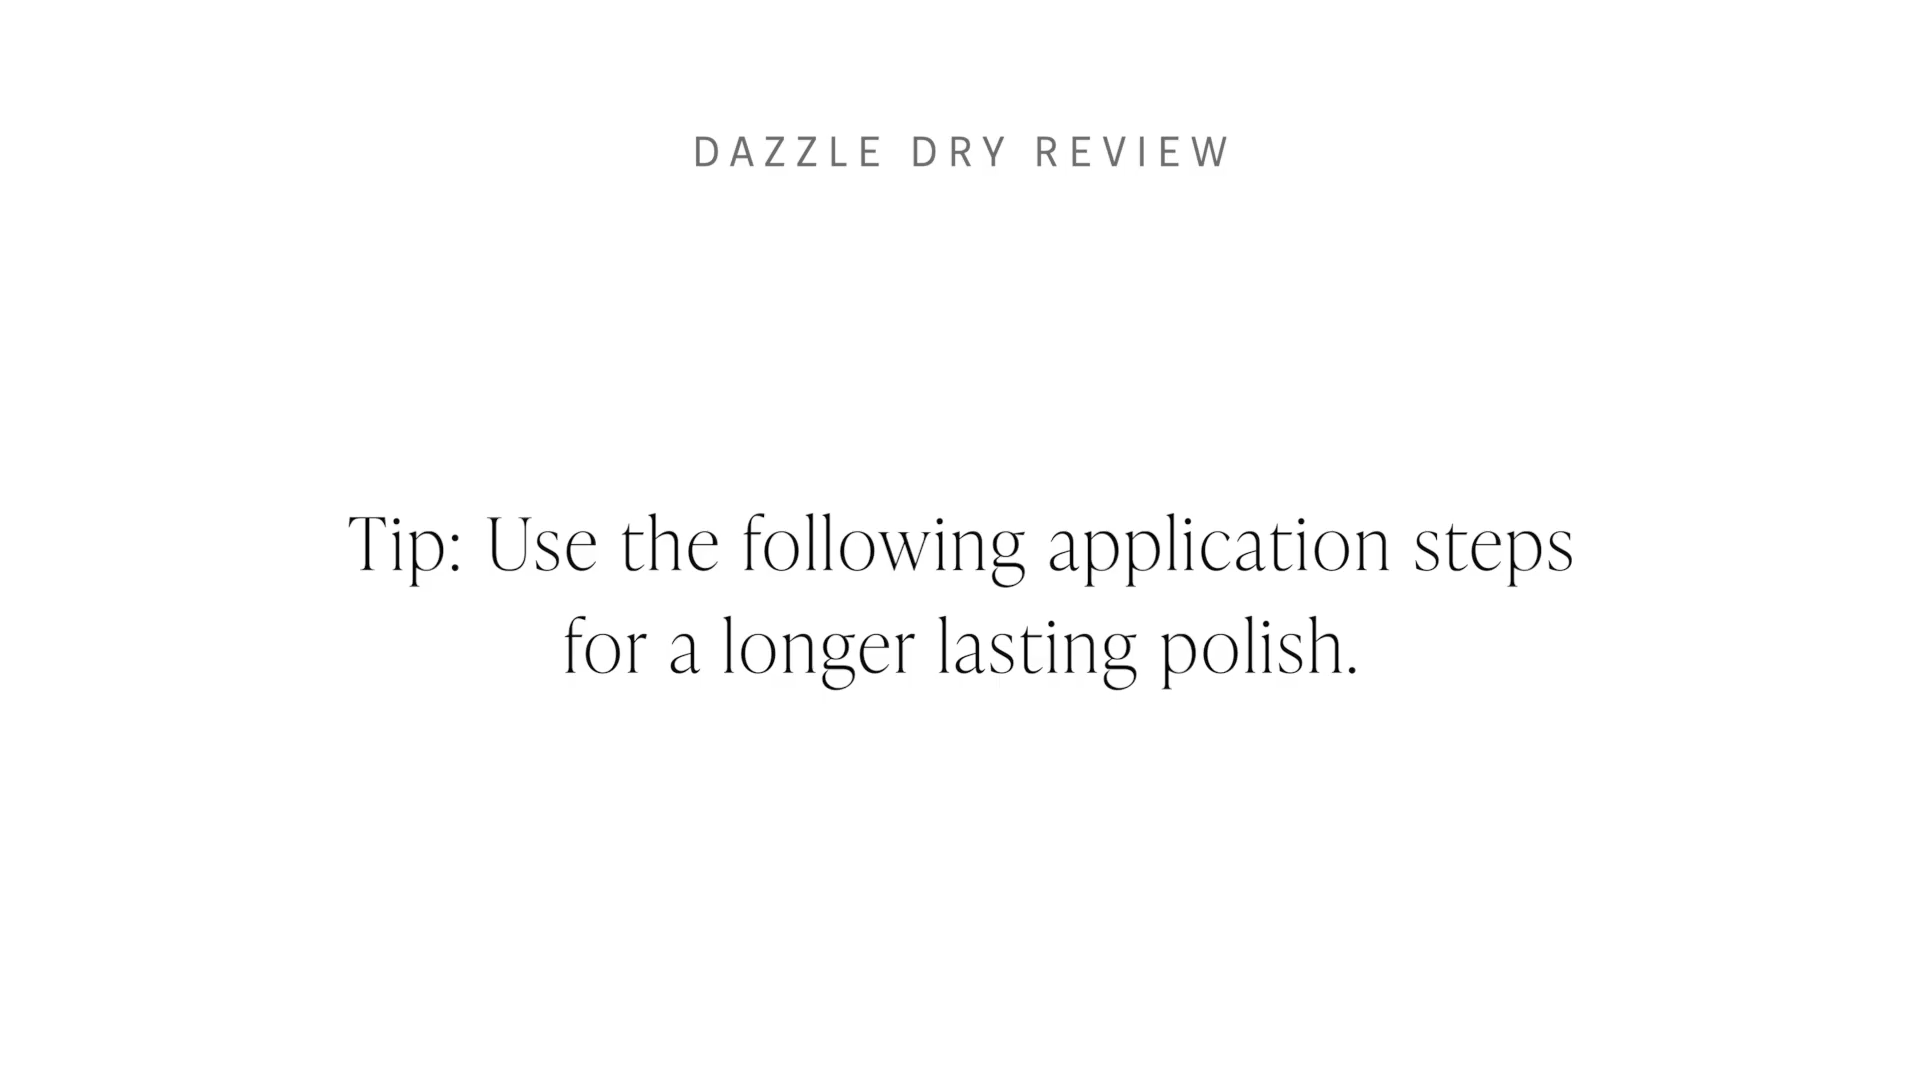 DAZZLE DRY REVIEW
Tip: Use the following application steps
for a longer lasting polish.